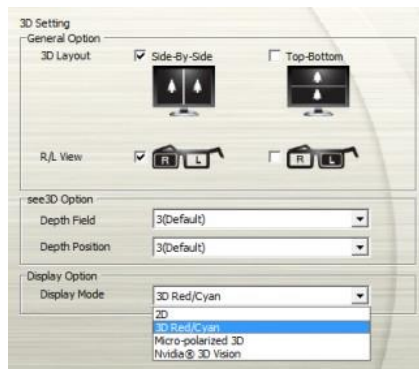 3D Setting
General Option
3D Layout Side-By-Side Top-Bottom
R/L View R L R L
see3D Option
Depth Field 3(Default)
Depth Position 3(Default)
Display Option
Display Mode 3D Red/Cyan
2D
3D Red/Cyan
Micro-polarized 3D
Nvidia® 3D Vision